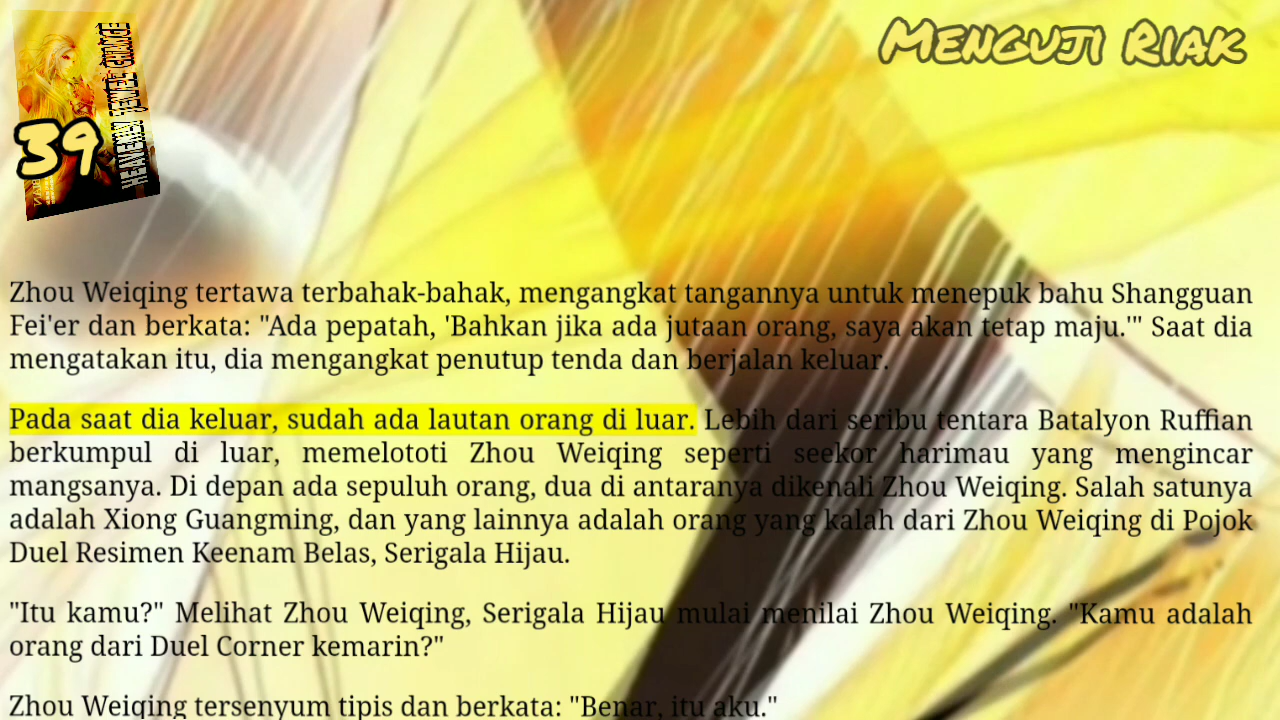 HEAVENLY JEWEL CHANGE
39
Menguji Riak
Zhou Weiqing tertawa terbahak-bahak, mengangkat tangannya untuk menepuk bahu Shangguan
Fei'er dan berkata: "Ada pepatah, 'Bahkan jika ada jutaan orang, saya akan tetap maju.'" Saat dia
mengatakan itu, dia mengangkat penutup tenda dan berjalan keluar.
Pada saat dia keluar, sudah ada lautan orang di luar. Lebih dari seribu tentara Batalyon Ruffian
berkumpul di luar, memelototi Zhou Weiqing seperti seekor harimau yang mengincar
mangsanya. Di depan ada sepuluh orang, dua di antaranya dikenali Zhou Weiqing. Salah satunya
adalah Xiong Guangming, dan yang lainnya adalah orang yang kalah dari Zhou Weiqing di Pojok
Duel Resimen Keenam Belas, Serigala Hijau.
"Itu kamu?" Melihat Zhou Weiqing, Serigala Hijau mulai menilai Zhou Weiqing. "Kamu adalah
orang dari Duel Corner kemarin?"
Zhou Weiqing tersenyum tipis dan berkata: "Benar, itu aku."